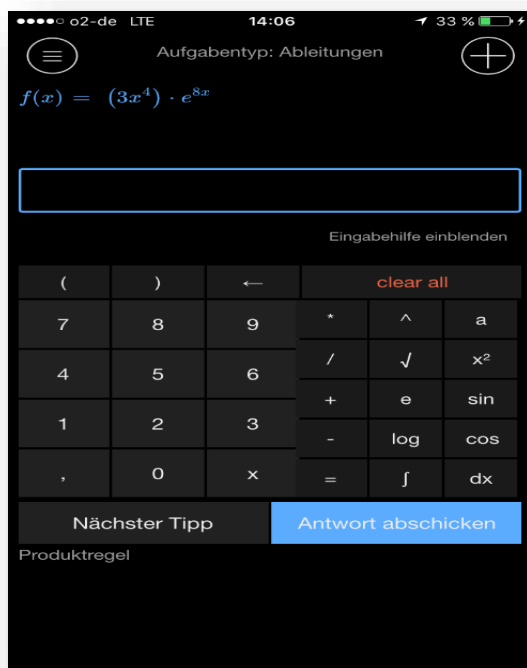 o2-de LTE 14:06 33 %
Aufgabentyp: Ableitungen
f(x) = (3x⁴) · e⁸ˣ
Eingabehilfe einblenden
( ) ← clear all
7 8 9 * ^ a
4 5 6 / √ x²
1 2 3 + e sin
, 0 x - log cos
= ∫ dx
Nächster Tipp Antwort abschicken
Produktregel